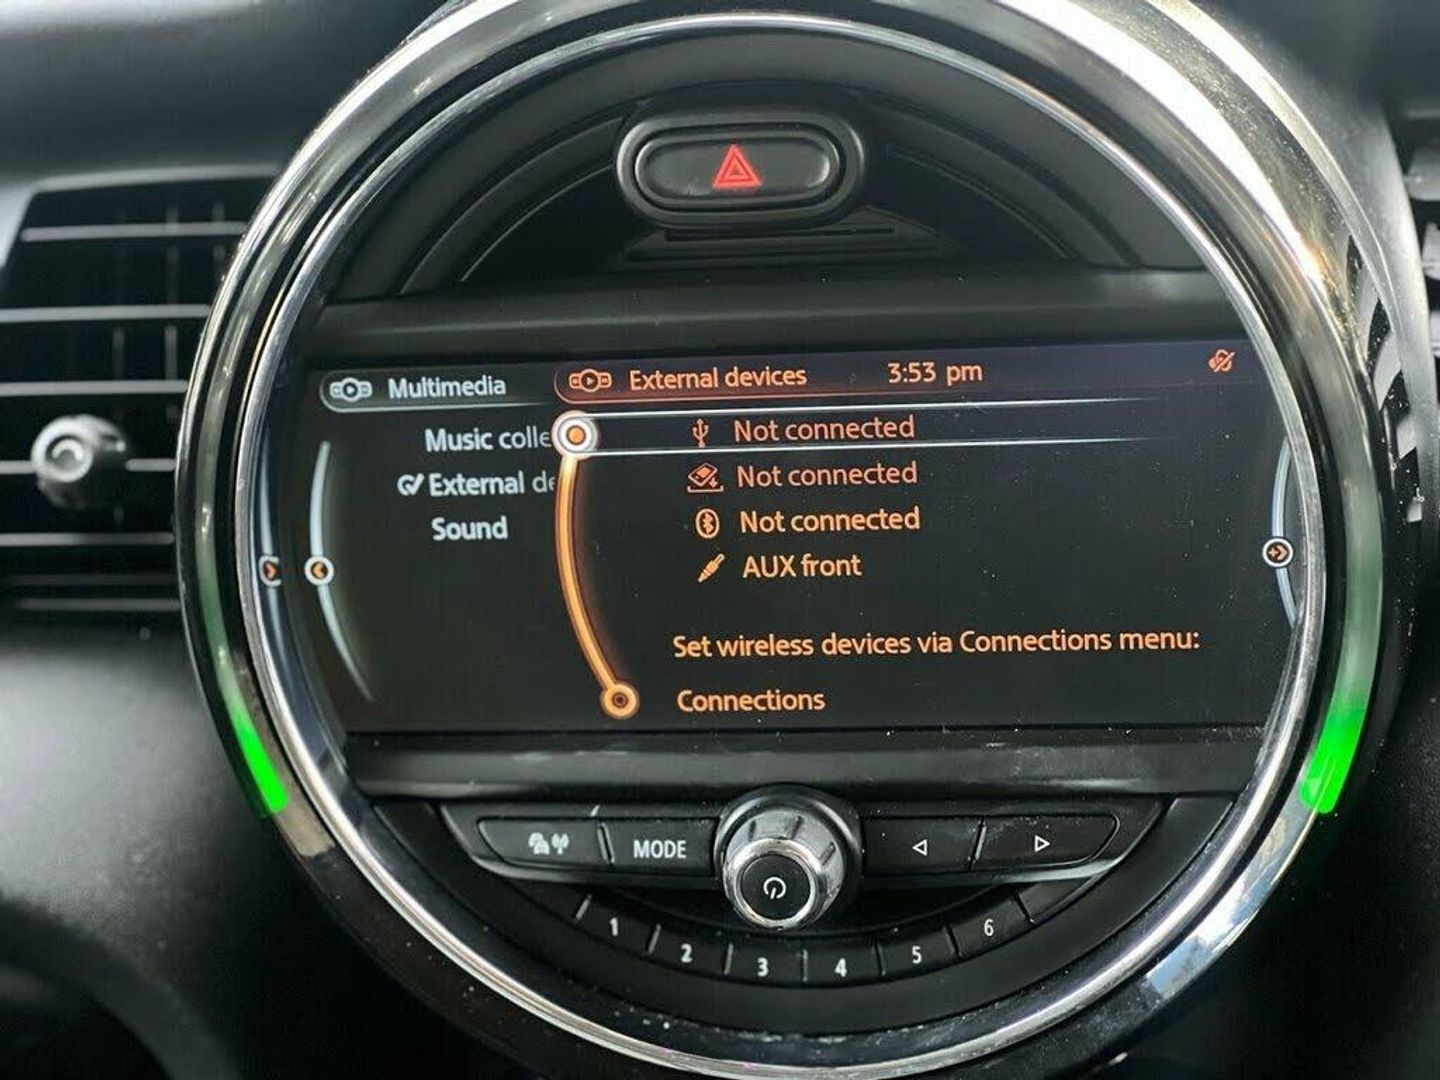 Multimedia
External devices 3:53 pm
Music colle
External de
Sound
Not connected
Not connected
Not connected
AUX front
Set wireless devices via Connections menu:
Connections
MODE
1 2 3 4 5 6